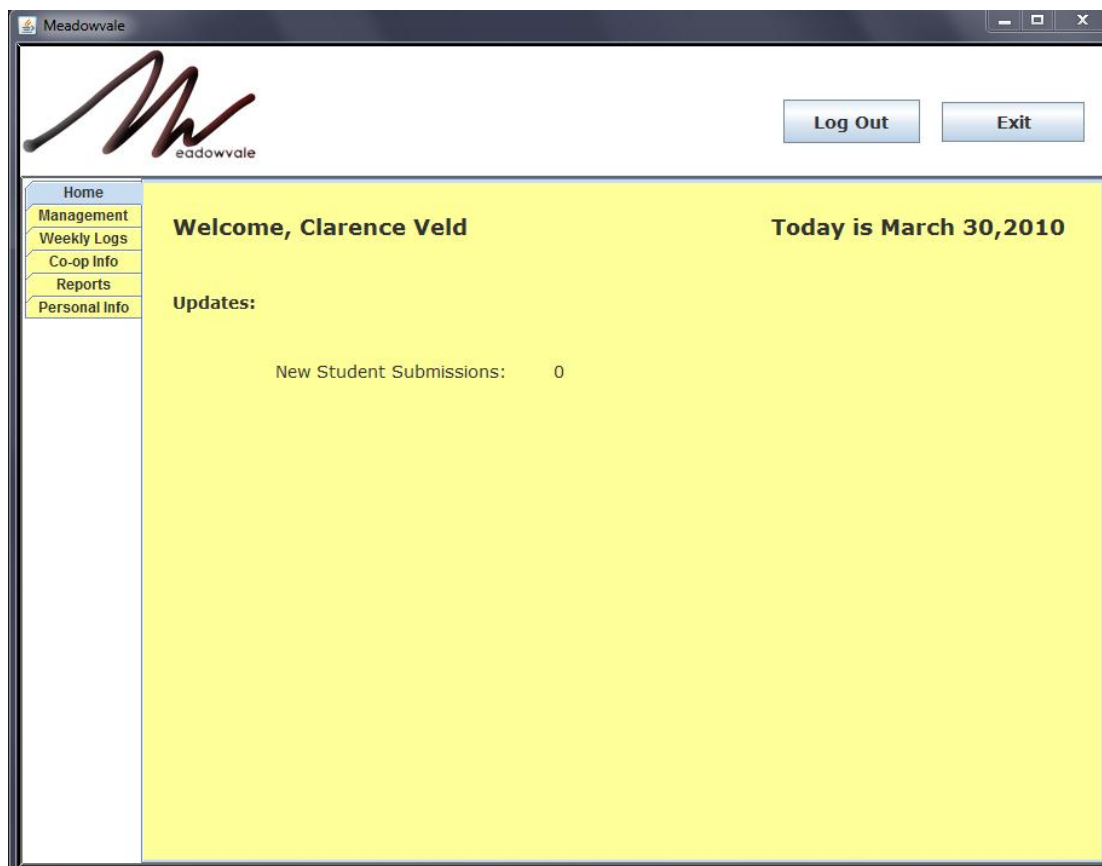 Meadowvale
eadowvale
Log Out
Exit
Home
Management
Weekly Logs
Co-op Info
Reports
Personal Info
Welcome, Clarence Veld
Today is March 30,2010
Updates:
New Student Submissions: 0